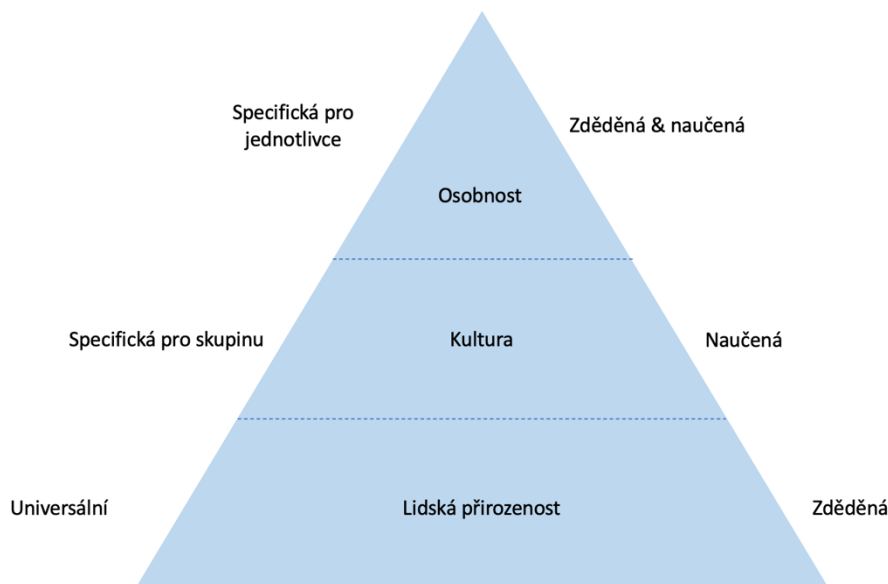 Specifická pro
jednotlivce
Zděděná & naučená
Osobnost
Specifická pro skupinu
Kultura
Naučená
Universální
Lidská přirozenost
Zděděná